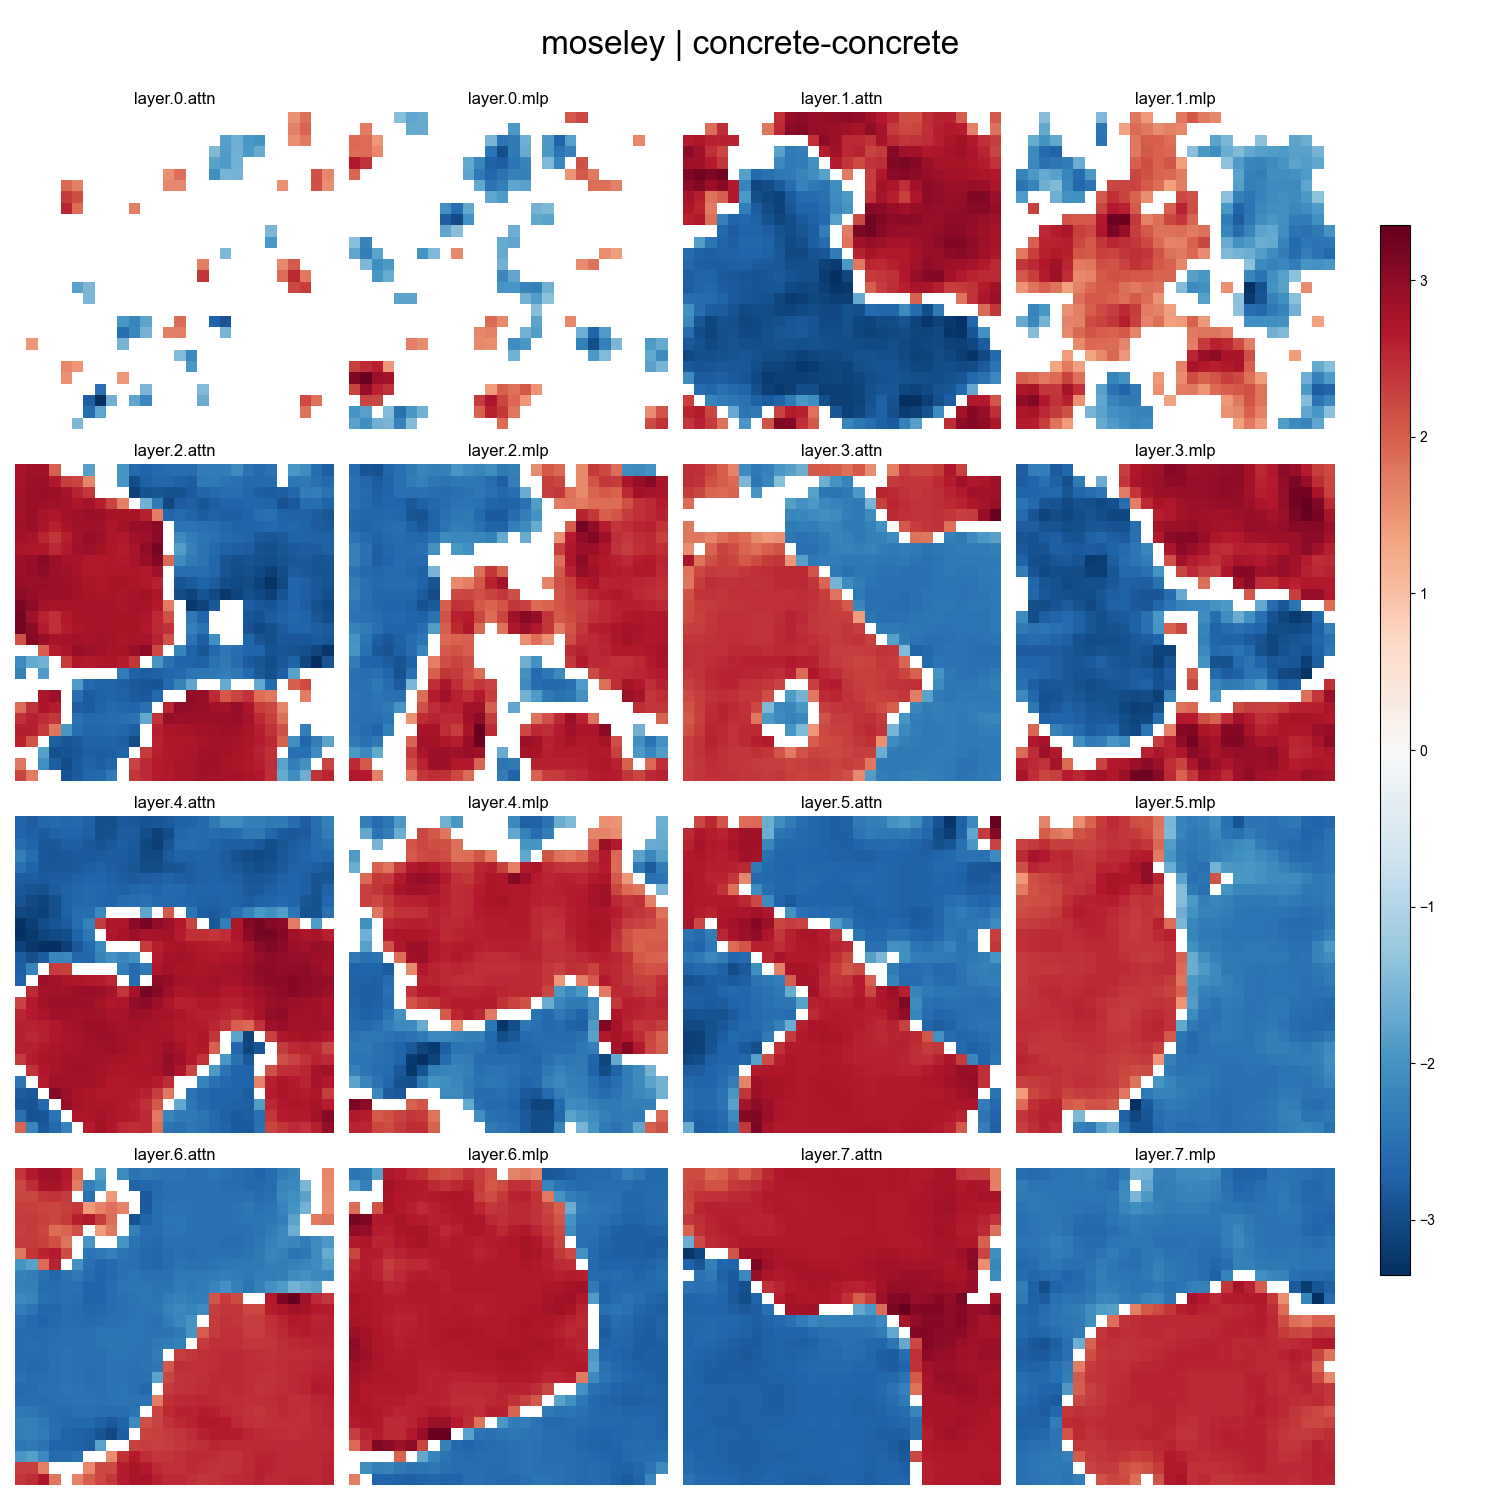 moseley | concrete-concrete
layer.0.attn
layer.0.mlp
layer.1.attn
layer.1.mlp
layer.2.attn
layer.2.mlp
layer.3.attn
layer.3.mlp
layer.4.attn
layer.4.mlp
layer.5.attn
layer.5.mlp
layer.6.attn
layer.6.mlp
layer.7.attn
layer.7.mlp
3
2
1
0
−1
−2
−3